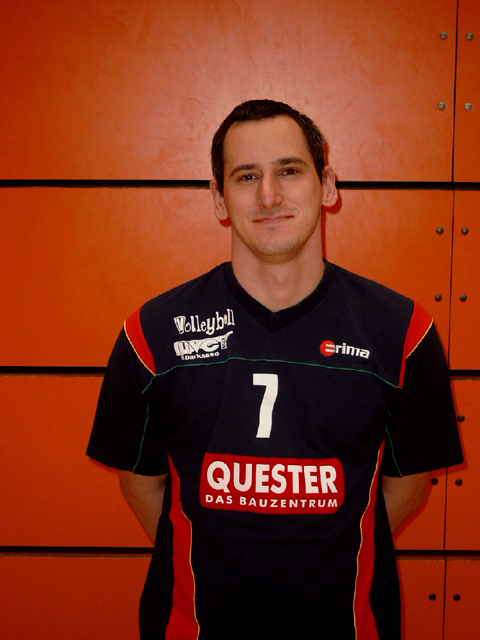 Volleyball
UVC
Sparkasse
erima
7
QUESTER
DAS BAUZENTRUM